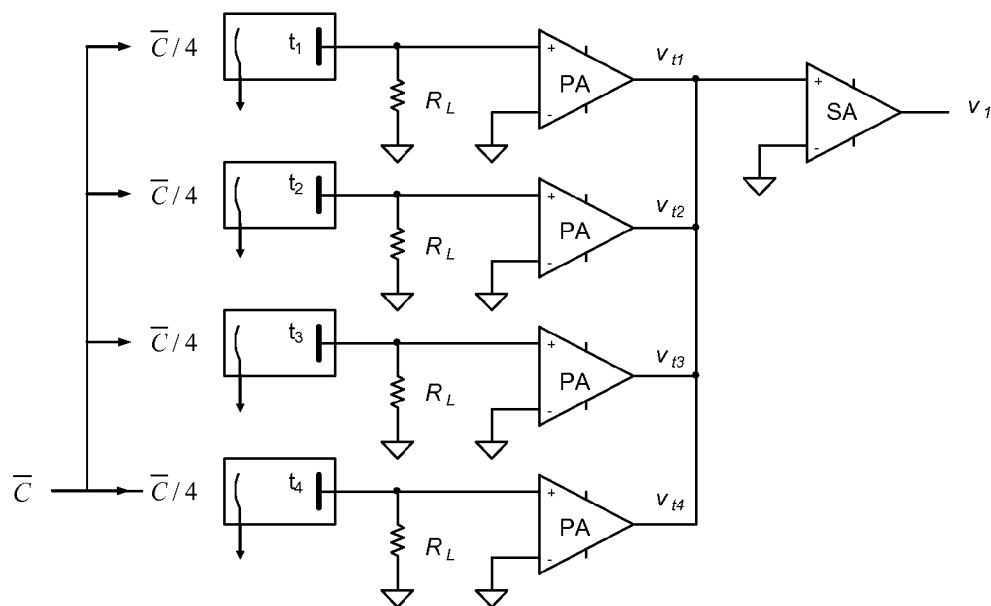 C̅/4 t₁ R_L + - PA v_t1 + - SA v_1
C̅/4 t₂ R_L + - PA v_t2
C̅/4 t₃ R_L + - PA v_t3
C̅ C̅/4 t₄ R_L + - PA v_t4